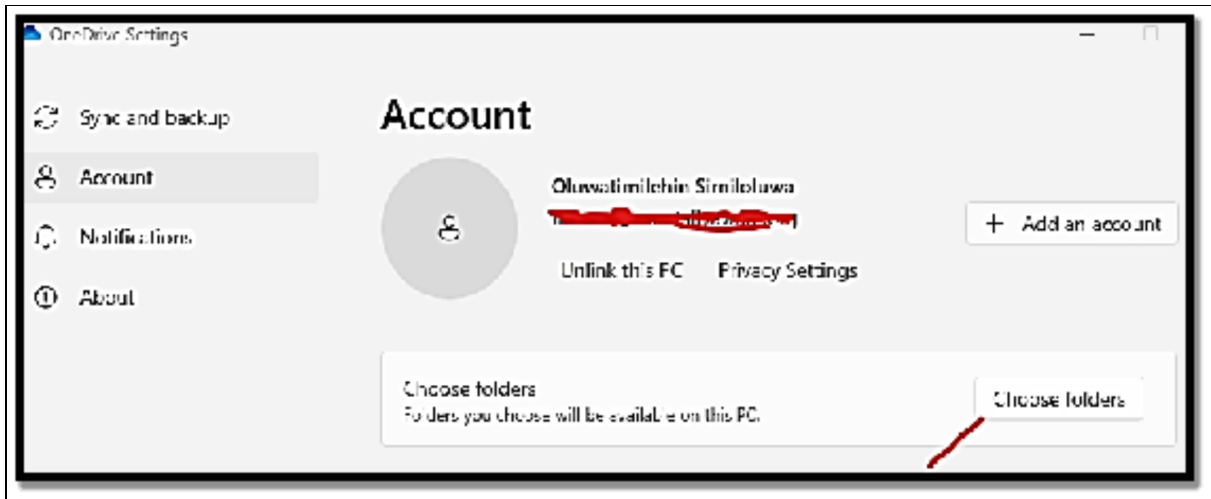 OneDrive Settings
Sync and backup
Account
Notifications
About
Account
Oluwatimilehin Similoluwa
Unlink this PC Privacy Settings
+ Add an account
Choose folders
Folders you choose will be available on this PC.
Choose folders